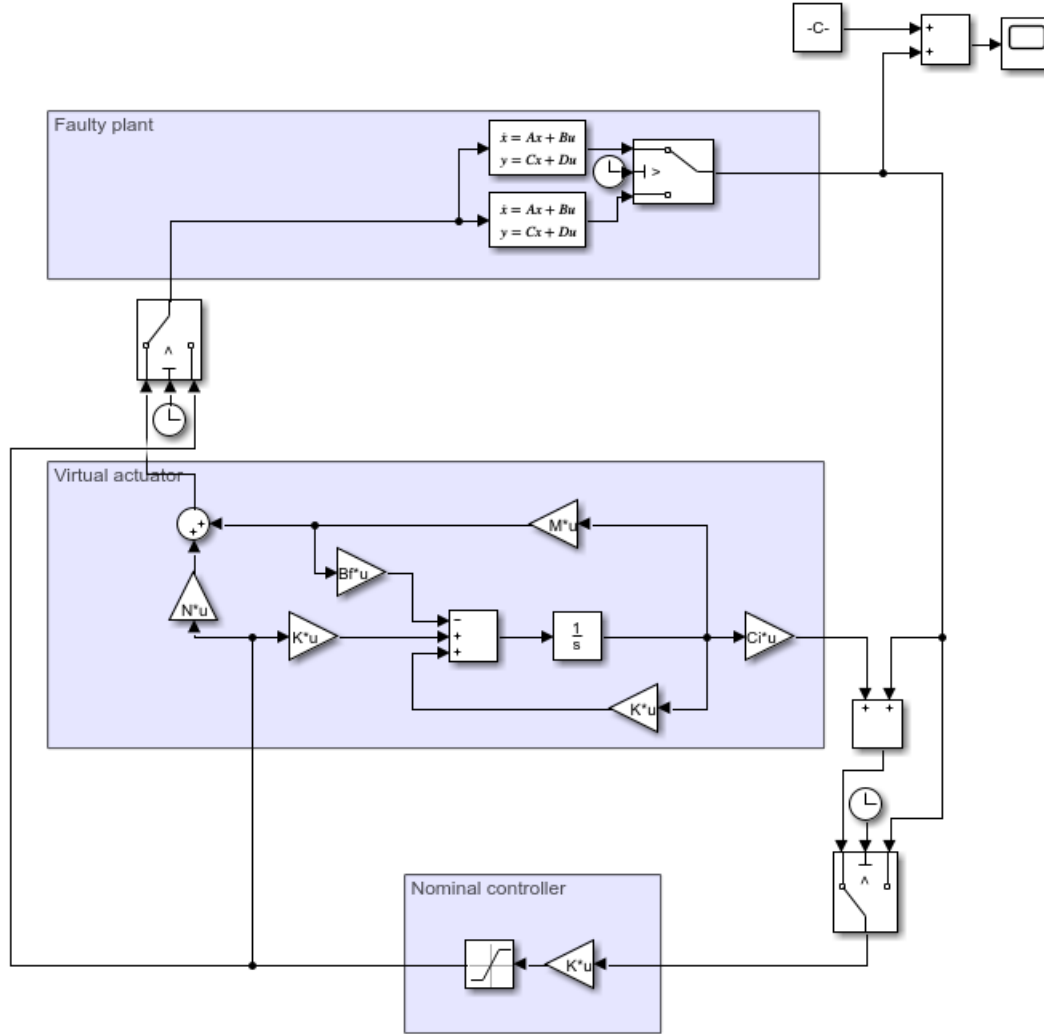 -C-
+
+
Faulty plant
ẋ = Ax + Bu
y = Cx + Du
>
ẋ = Ax + Bu
y = Cx + Du
>
Virtual actuator
+
+
M*u
Bf*u
N*u
K*u
−
+
+
1
s
Ci*u
K*u
+ +
>
Nominal controller
K*u